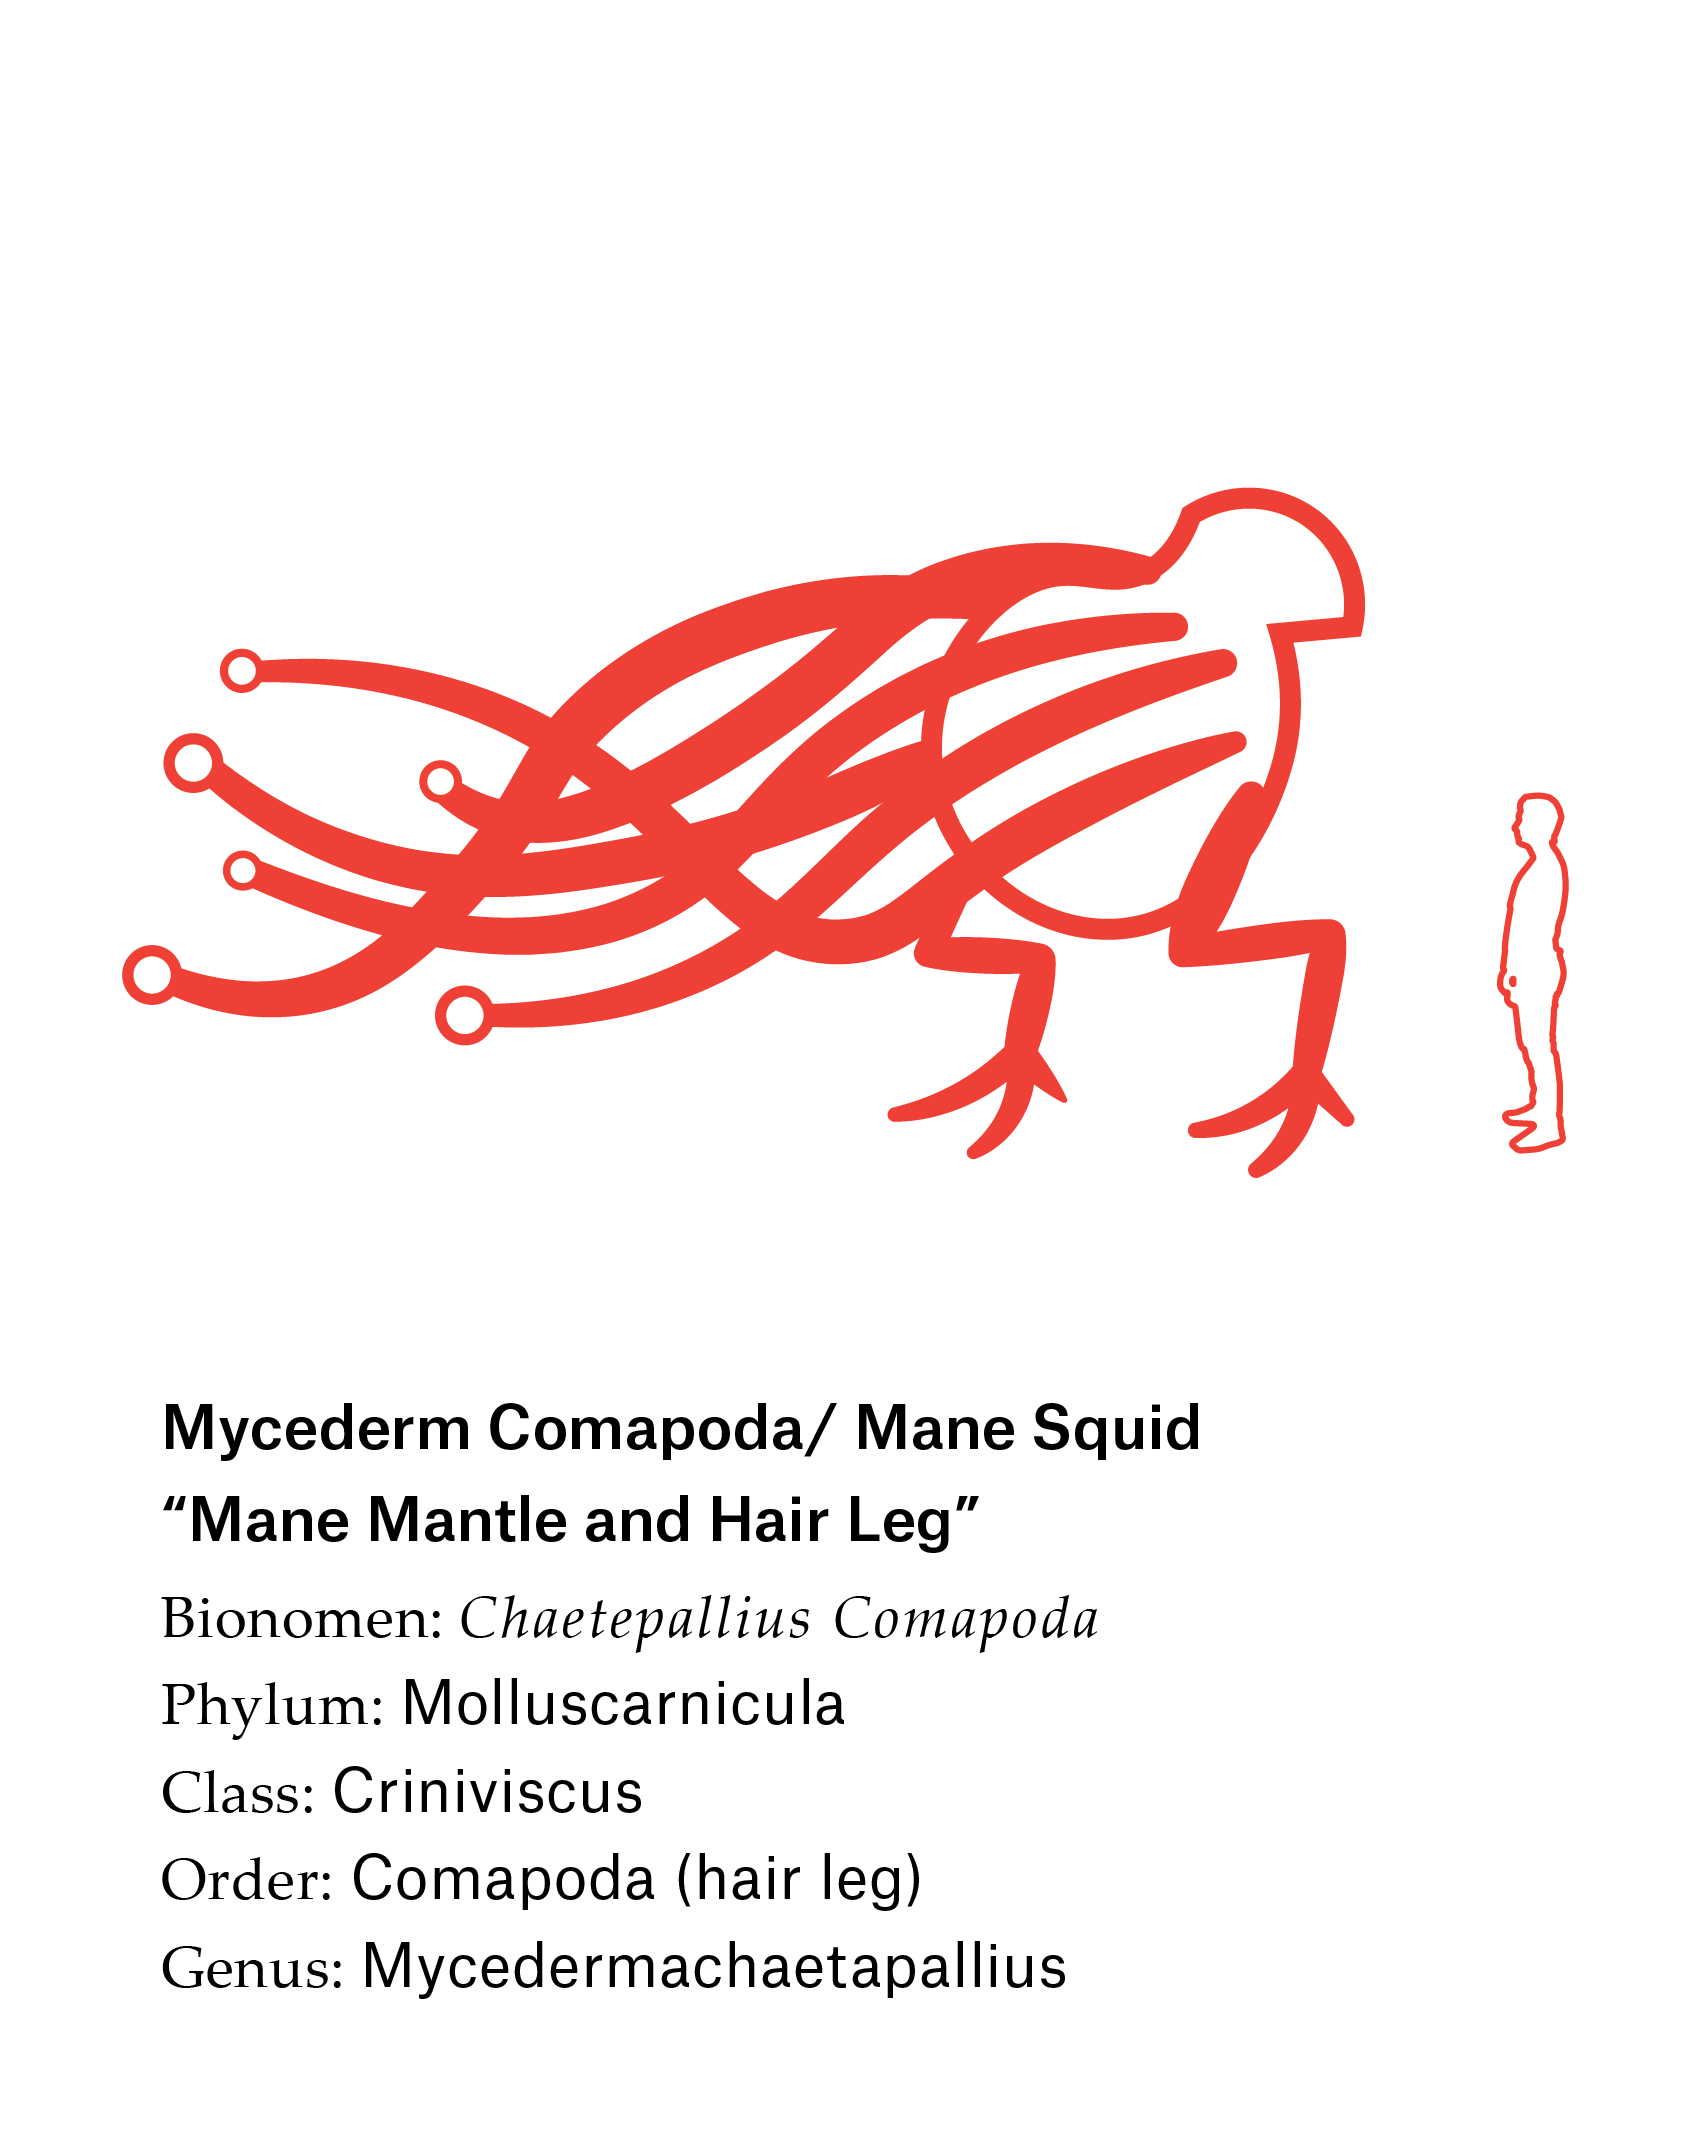 Mycederm Comapoda/ Mane Squid
“Mane Mantle and Hair Leg”
Bionomen: Chaetepallius Comapoda
Phylum: Molluscarnicula
Class: Criniviscus
Order: Comapoda (hair leg)
Genus: Mycedermachaetapallius